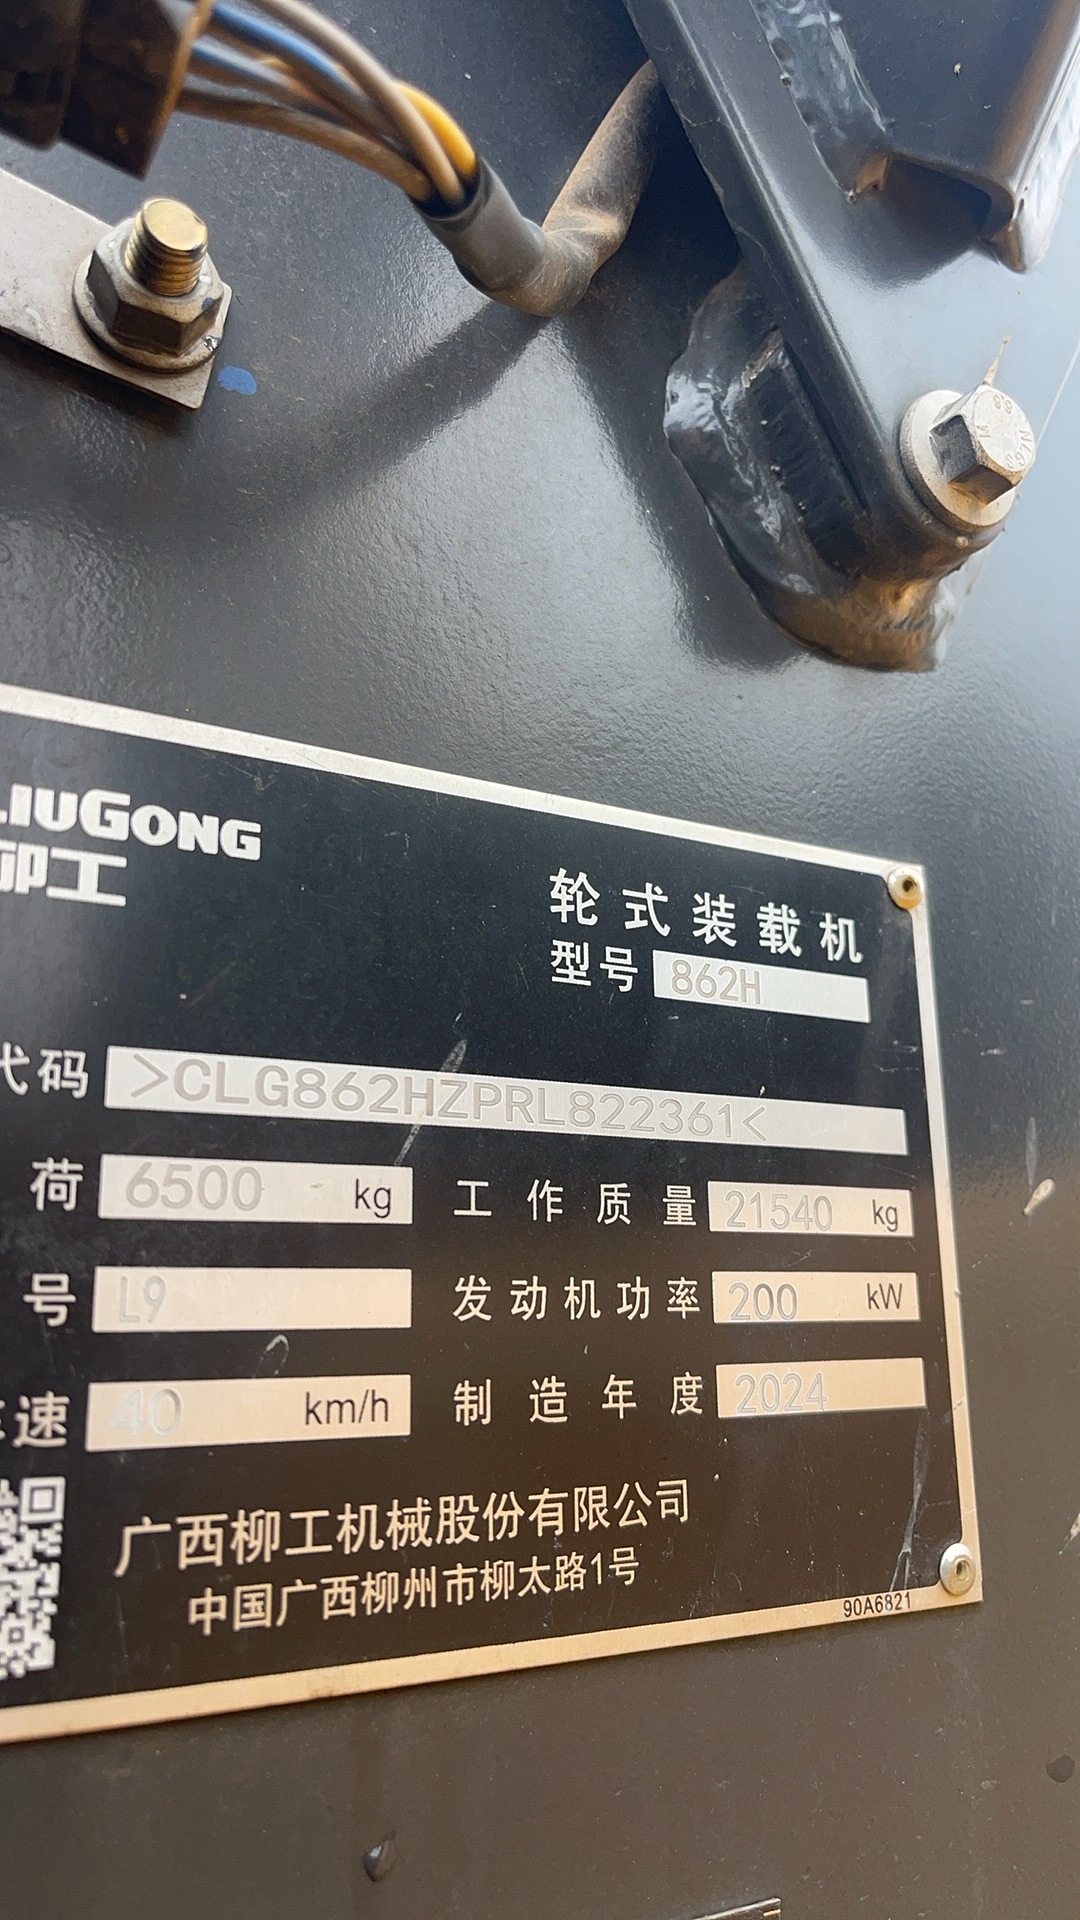 LIUGONG
柳工
轮式装载机
型号 862H
代码 >CLG862HZPRL822361<
荷 6500 kg 工作质量 21540 kg
号 L9 发动机功率 200 kW
车速 40 km/h 制造年度 2024
广西柳工机械股份有限公司
中国广西柳州市柳太路1号
90A6821